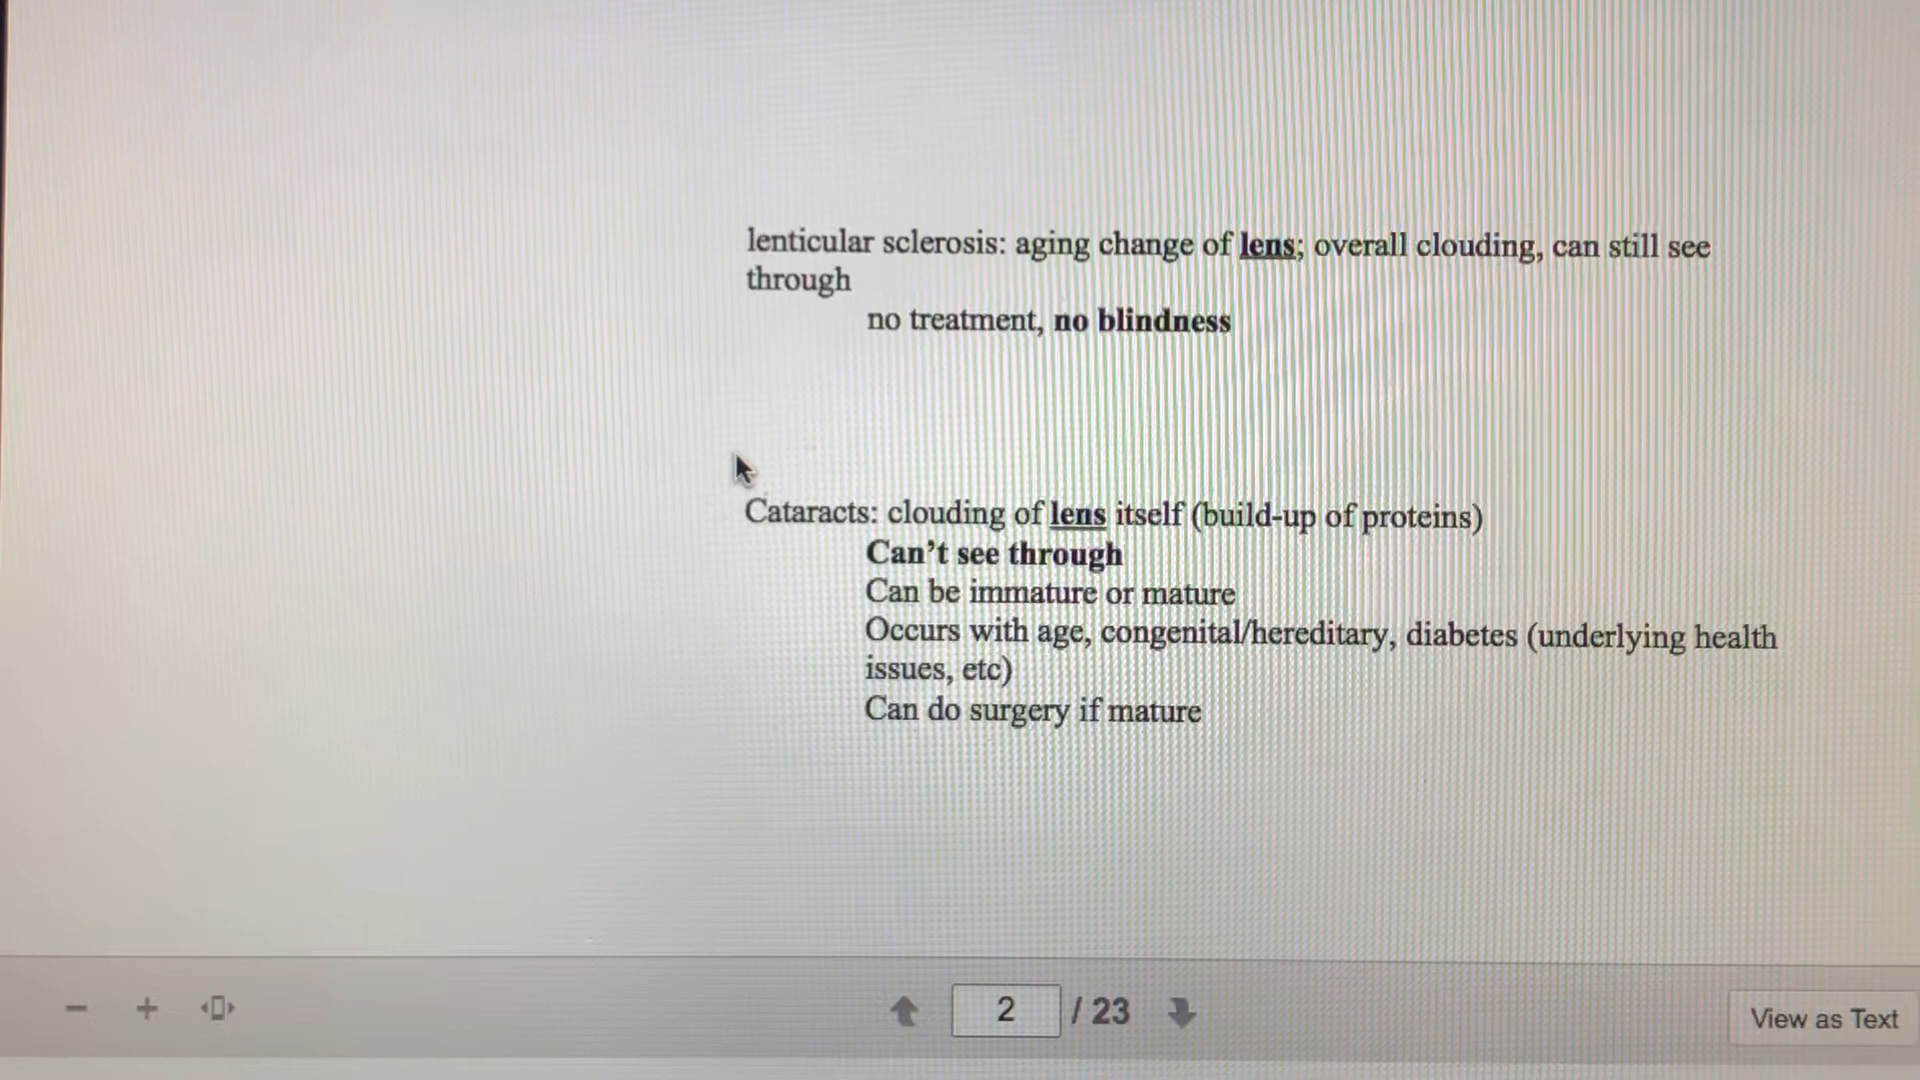 lenticular sclerosis: aging change of lens; overall clouding, can still see
through
no treatment, no blindness
Cataracts: clouding of lens itself (build-up of proteins)
Can't see through
Can be immature or mature
Occurs with age, congenital/hereditary, diabetes (underlying health
issues, etc)
Can do surgery if mature
2 / 23
View as Text